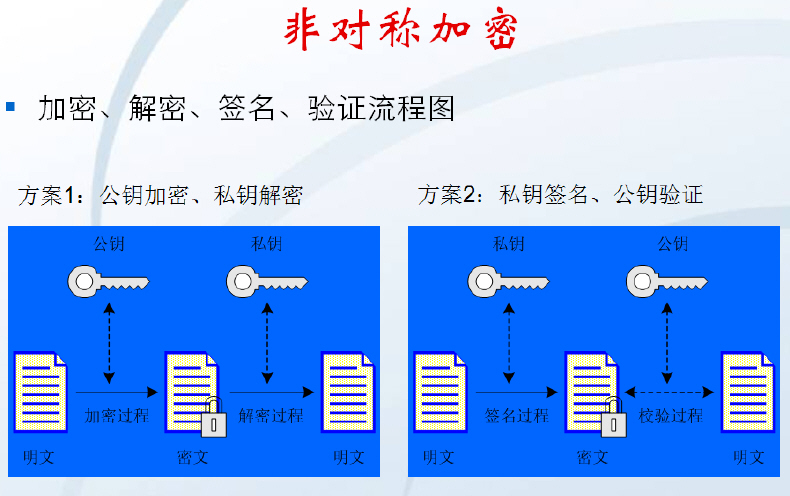 非对称加密
加密、解密、签名、验证流程图
方案1：公钥加密、私钥解密
公钥 私钥
加密过程 解密过程
明文 密文 明文
方案2：私钥签名、公钥验证
私钥 公钥
签名过程 校验过程
明文 密文 明文